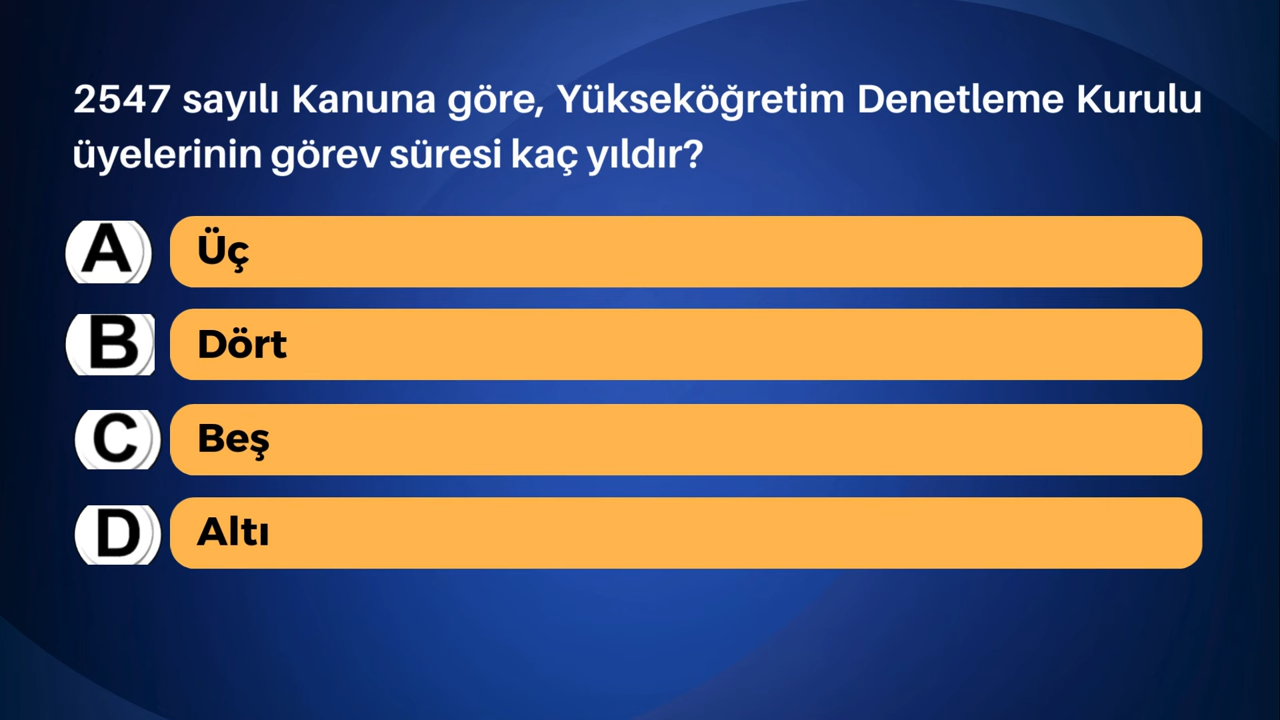 2547 sayılı Kanuna göre, Yükseköğretim Denetleme Kurulu
üyelerinin görev süresi kaç yıldır?
A Üç
B Dört
C Beş
D Altı